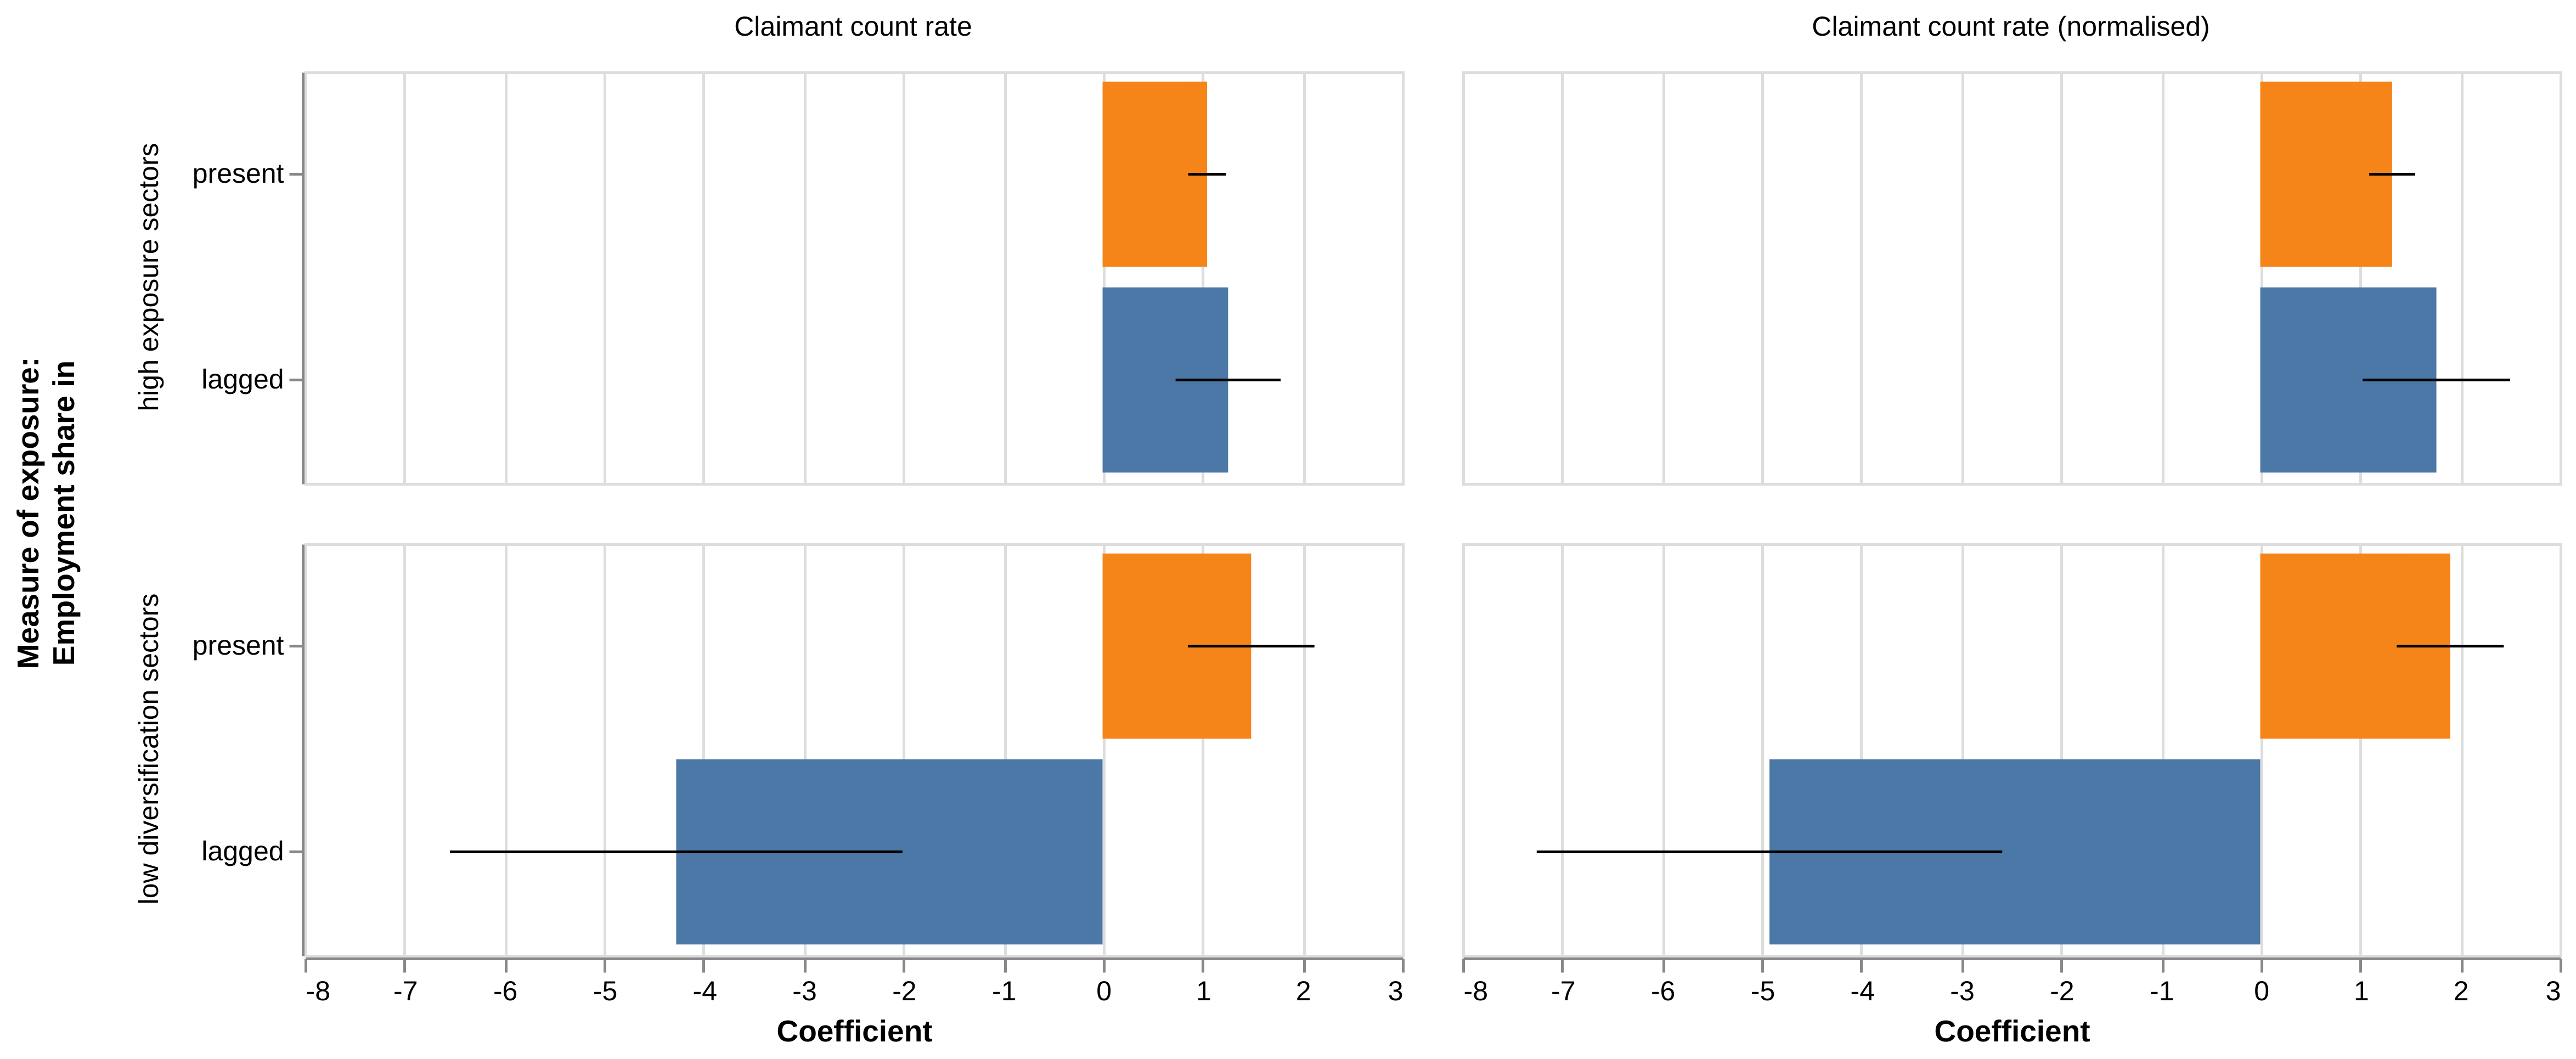 Claimant count rate
Claimant count rate (normalised)
Measure of exposure:
Employment share in
high exposure sectors
present
lagged
low diversification sectors
present
lagged
-8 -7 -6 -5 -4 -3 -2 -1 0 1 2 3
-8 -7 -6 -5 -4 -3 -2 -1 0 1 2 3
Coefficient
Coefficient